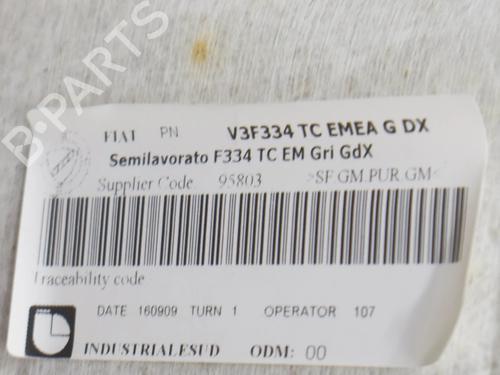 B-PARTS
FIAT PN V3F334 TC EMEA G DX
Semilavorato F334 TC EM Gri GdX
Supplier Code 95803 >SF GM PUR GM<
Traceability code
DATE 160909 TURN 1 OPERATOR 107
INDUSTRIALESUD ODM: 00